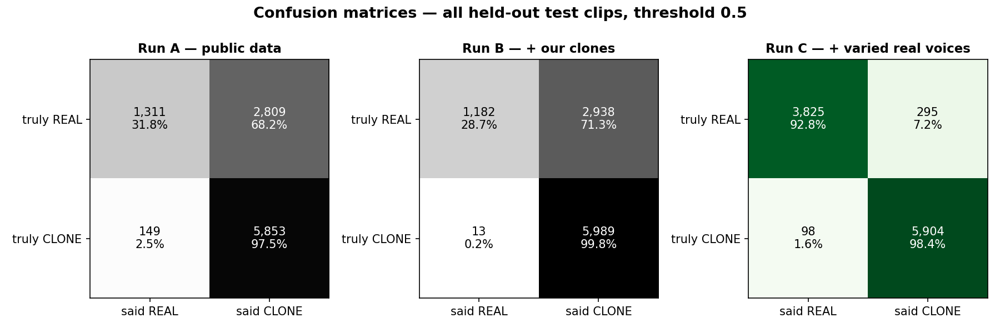 Confusion matrices — all held-out test clips, threshold 0.5
Run A — public data
truly REAL
1,311
31.8%
2,809
68.2%
truly CLONE
149
2.5%
5,853
97.5%
said REAL
said CLONE
Run B — + our clones
truly REAL
1,182
28.7%
2,938
71.3%
truly CLONE
13
0.2%
5,989
99.8%
said REAL
said CLONE
Run C — + varied real voices
truly REAL
3,825
92.8%
295
7.2%
truly CLONE
98
1.6%
5,904
98.4%
said REAL
said CLONE